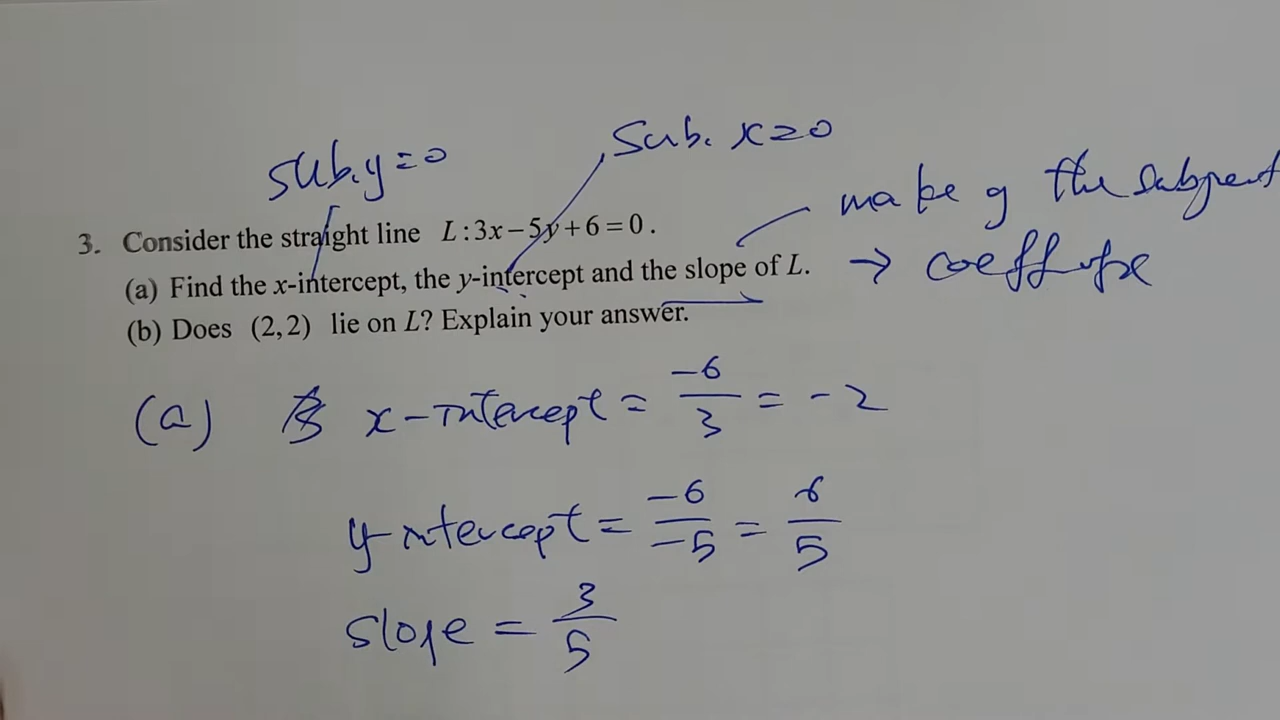 sub. y=0
Sub. x=0
make y the subject
→ coeff of x
3. Consider the straight line L:3x−5y+6=0.
(a) Find the x-intercept, the y-intercept and the slope of L.
(b) Does (2,2) lie on L? Explain your answer.
(a) x-intercept = -6/3 = -2
y-intercept = -6/-5 = 6/5
slope = 3/5